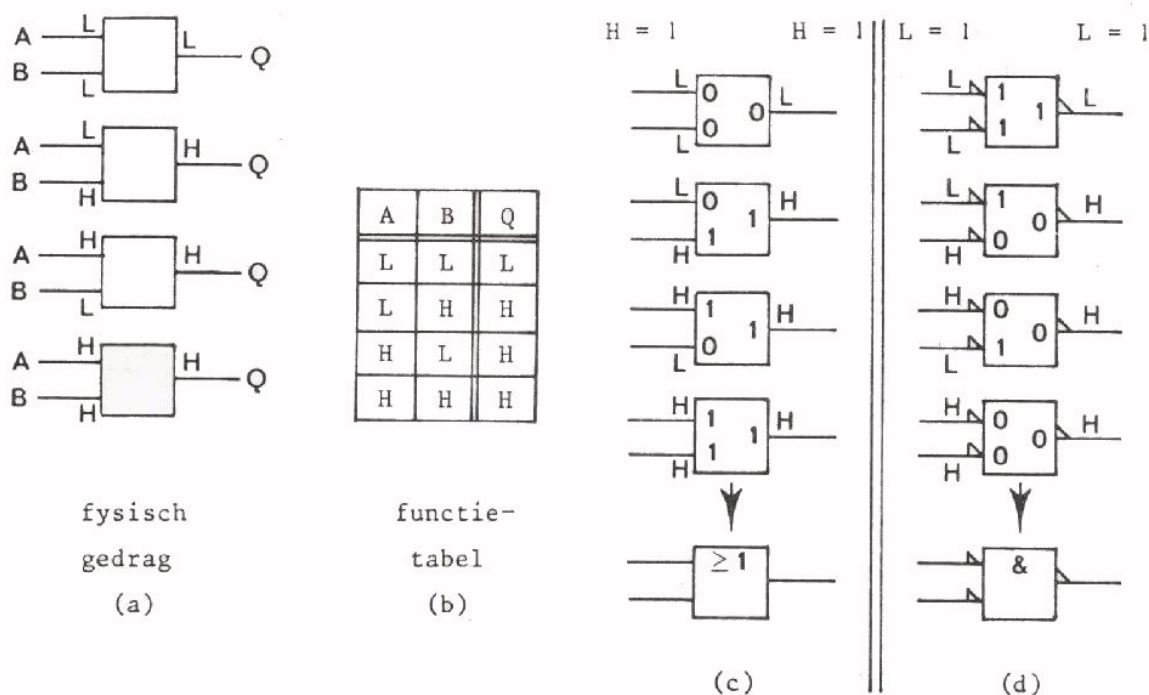 A L L Q
B L
A L H Q
B H
A H H Q
B L
A H H Q
B H
fysisch
gedrag
(a)
A B Q
L L L
L H H
H L H
H H H
functie-
tabel
(b)
H = 1 H = 1
L 0 0 L
0
L
L 0 1 H
1
H
H 1 1 H
0
L
H 1 1 H
1
H
≥ 1
(c)
L = 1 L = 1
L 1 1 L
1
L
L 1 0 H
0
H
H 0 0 H
1
L
H 0 0 H
0
H
&
(d)